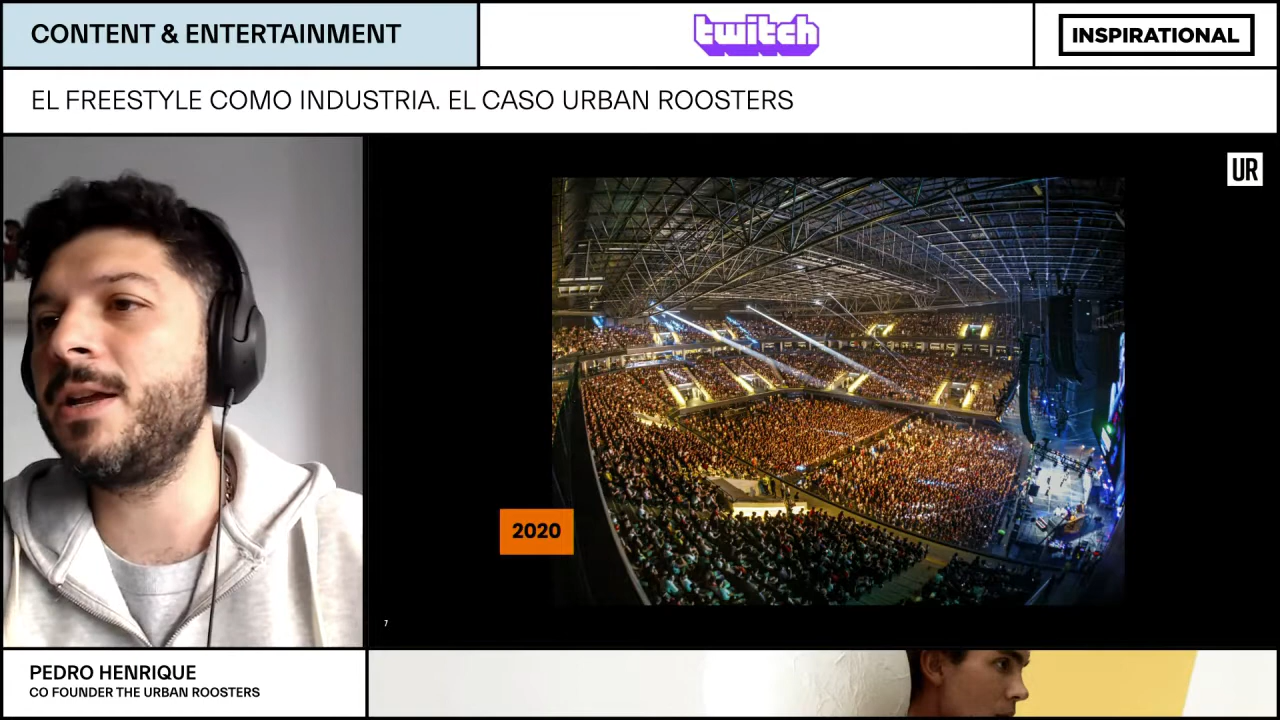 CONTENT & ENTERTAINMENT
twitch
INSPIRATIONAL
EL FREESTYLE COMO INDUSTRIA. EL CASO URBAN ROOSTERS
UR
2020
7
PEDRO HENRIQUE
CO FOUNDER THE URBAN ROOSTERS